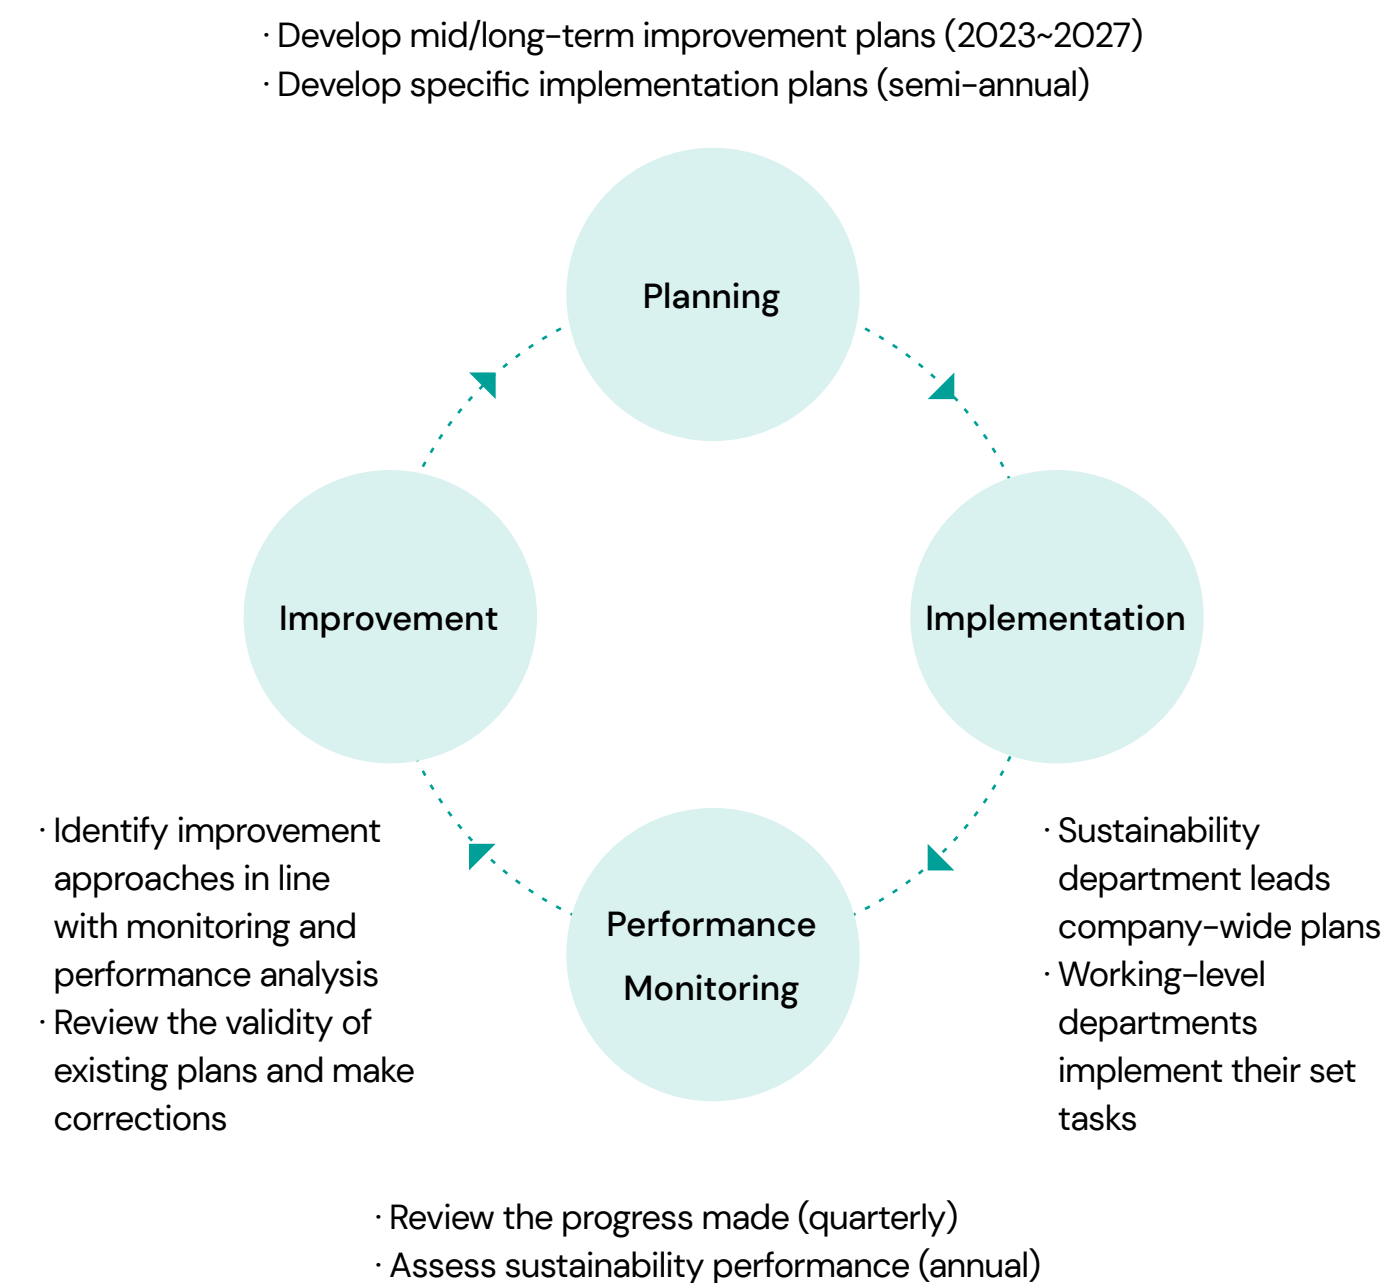 · Develop mid/long-term improvement plans (2023~2027)
· Develop specific implementation plans (semi-annual)
Planning
Improvement
Implementation
Performance
Monitoring
· Identify improvement
approaches in line
with monitoring and
performance analysis
· Review the validity of
existing plans and make
corrections
· Sustainability
department leads
company-wide plans
· Working-level
departments
implement their set
tasks
· Review the progress made (quarterly)
· Assess sustainability performance (annual)